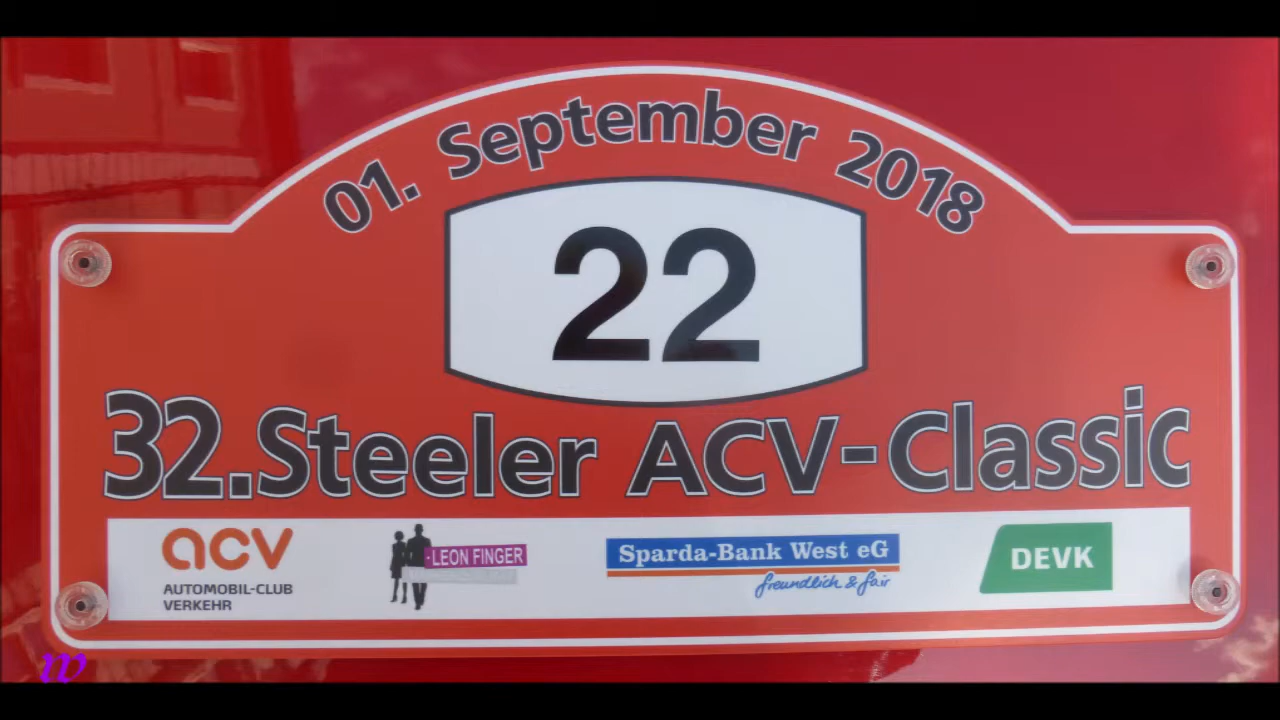 01. September 2018
22
32.Steeler ACV-Classic
acv
AUTOMOBIL-CLUB
VERKEHR
-LEON FINGER
Sparda-Bank West eG
freundlich & fair
DEVK
w